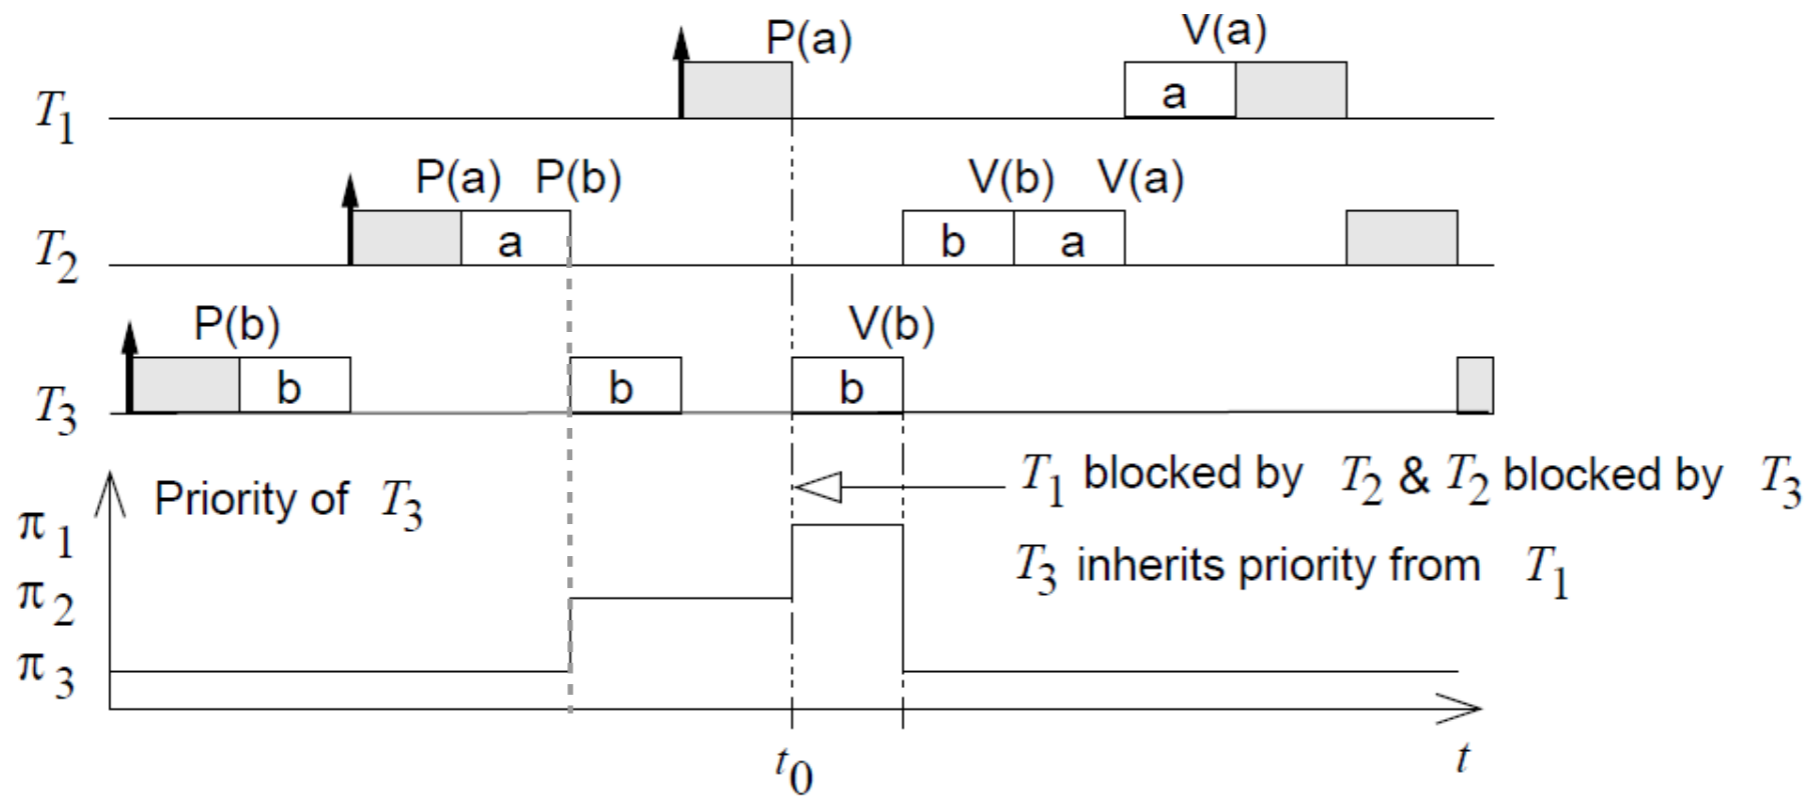 P(a) V(a)
T1 a
P(a) P(b) V(b) V(a)
T2 a b a
P(b) V(b)
T3 b b b
T1 blocked by T2 & T2 blocked by T3
Priority of T3
π1
T3 inherits priority from T1
π2
π3
t0 t